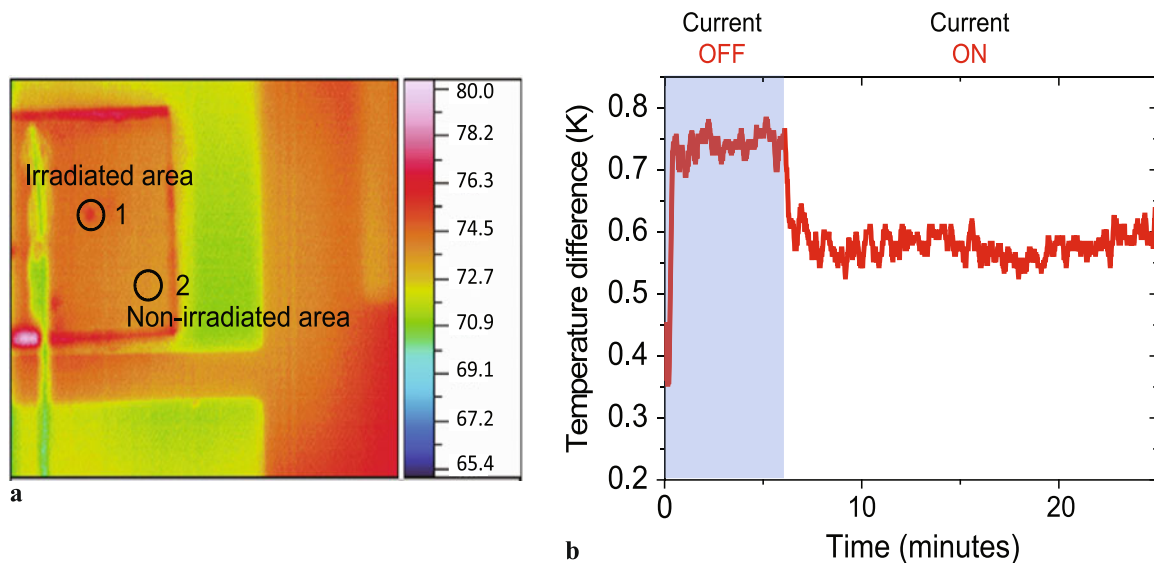 Irradiated area
1
2
Non-irradiated area
80.0
78.2
76.3
74.5
72.7
70.9
69.1
67.2
65.4
a
Current
OFF
Current
ON
Temperature difference (K)
0.8
0.7
0.6
0.5
0.4
0.3
0.2
0
10
20
Time (minutes)
b